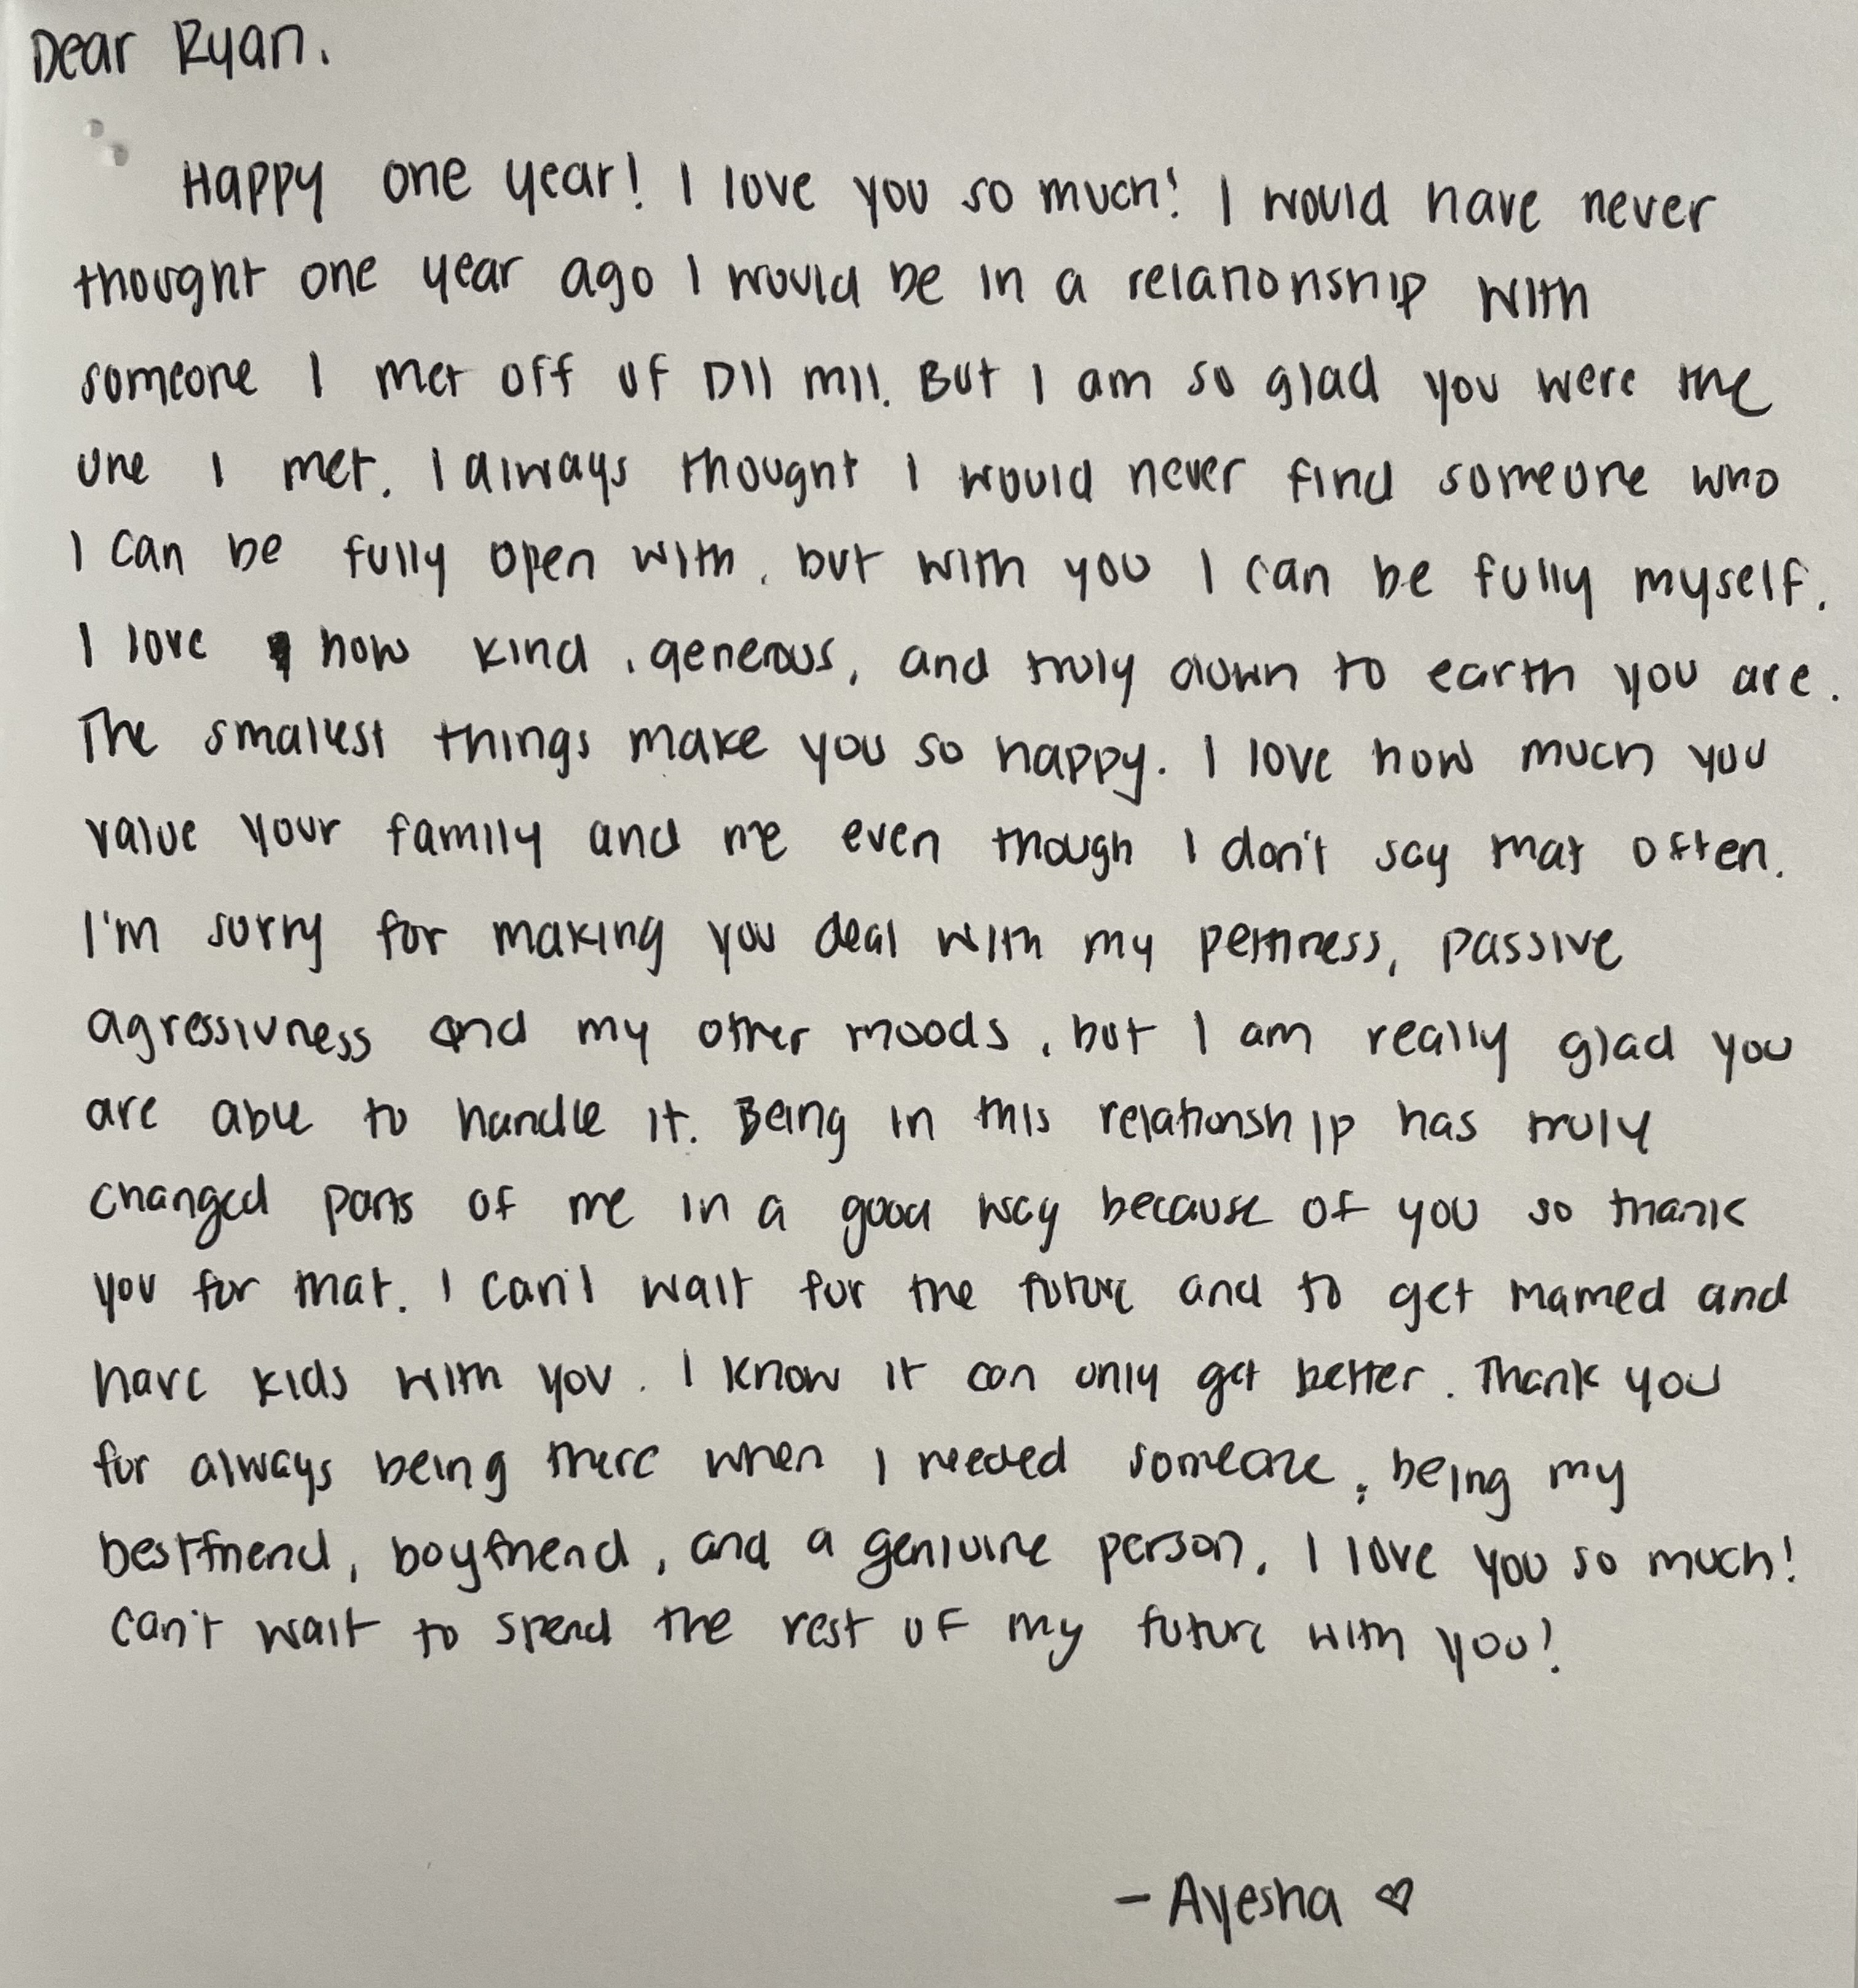 Dear Ryan,
Happy one year! I love you so much! I would have never
thought one year ago I would be in a relationship with
someone I met off of Dil mil. But I am so glad you were the
one I met. I always thought I would never find someone who
I can be fully open with, but with you I can be fully myself.
I love how kind, generous, and truly down to earth you are.
The smallest things make you so happy. I love how much you
value your family and me even though I don't say that often.
I'm sorry for making you deal with my pettiness, passive
agressivness and my other moods, but I am really glad you
are able to handle it. Being in this relationship has truly
changed parts of me in a good way because of you so thank
you for that. I can't wait for the future and to get married and
have kids with you. I know it can only get better. Thank you
for always being there when I needed someone, being my
bestfriend, boyfriend, and a geniuine person. I love you so much!
Can't wait to spend the rest of my future with you!
- Ayesha ♡